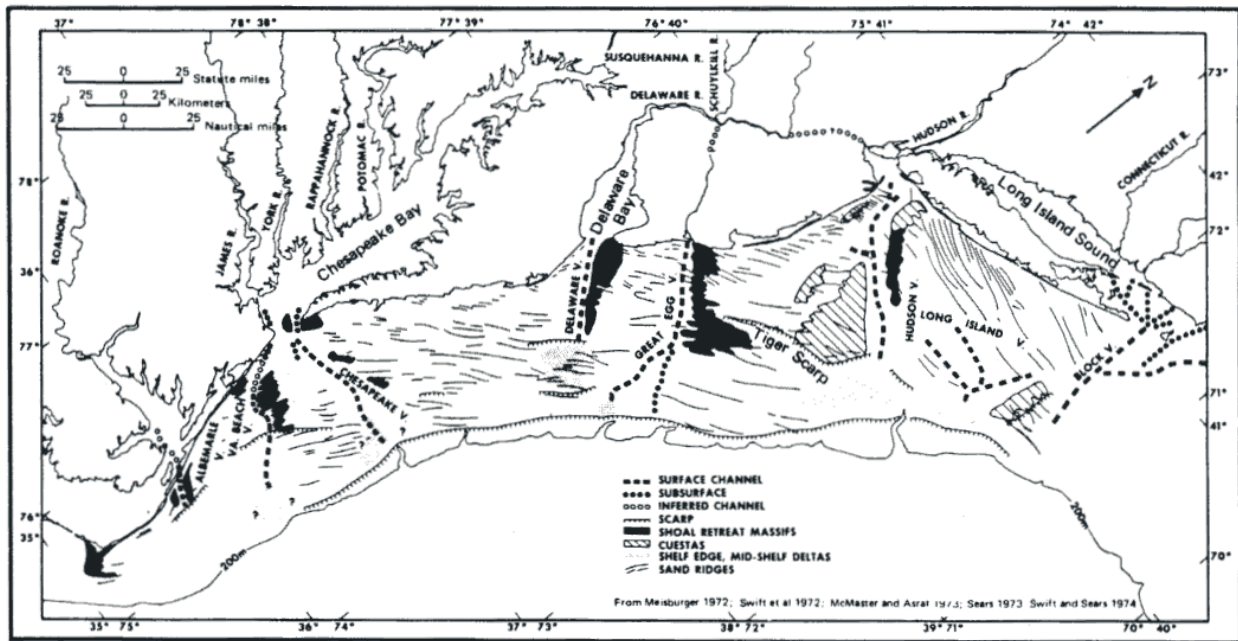 37° 78° 38° 77° 39° 76° 40° 75° 41° 74° 42°
25 0 25
Statute miles
Kilometers
25 0 25
Nautical miles
SUSQUEHANNA R.
DELAWARE R.
SCHUYLKILL R.
HUDSON R.
CONNECTICUT R.
N
73°
42°
72°
71°
41°
70°
78°
36°
77°
76°
35°
ROANOKE R.
JAMES R.
YORK R.
RAPPAHANNOCK R.
POTOMAC R.
Chesapeake Bay
Delaware
Bay
Long Island Sound
DELAWARE V.
GREAT EGG V.
Tiger Scarp
HUDSON V.
LONG ISLAND V.
BLOCK V.
CHESAPEAKE V.
VA. BEACH V.
ALBEMARLE V.
?
?
?
?
200m
200m
SURFACE CHANNEL
SUBSURFACE
INFERRED CHANNEL
SCARP
SHOAL RETREAT MASSIFS
CUESTAS
SHELF EDGE, MID-SHELF DELTAS
SAND RIDGES
From Meisburger 1972; Swift et al 1972; McMaster and Asraf 1973; Sears 1973 Swift and Sears 1974
35° 75° 36° 74° 37° 73° 38° 72° 39° 71° 70° 40°